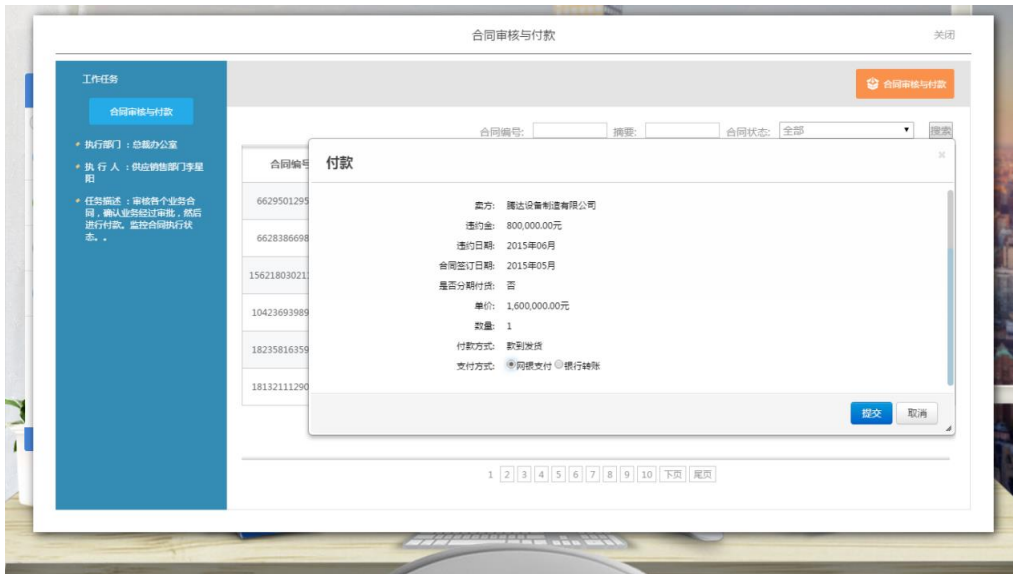 合同审核与付款
关闭
工作任务
合同审核与付款
合同审核与付款
执行部门：总裁办公室
执 行 人 ：供应销售部门李星
阳
任务描述：审核各个业务合
同，确认业务经过审批，然后
进行付款。监控合同执行状
态。.
合同编号: 摘要: 合同状态: 全部 搜索
合同编号
6629501295
6628386698
15621803021
10423693989
18235816359
18132111290
付款
×
卖方: 腾达设备制造有限公司
违约金: 800,000.00元
违约日期: 2015年06月
合同签订日期: 2015年05月
是否分期付货: 否
单价: 1,600,000.00元
数量: 1
付款方式: 款到发货
支付方式: 网银支付 银行转账
提交 取消
1 2 3 4 5 6 7 8 9 10 下页 尾页